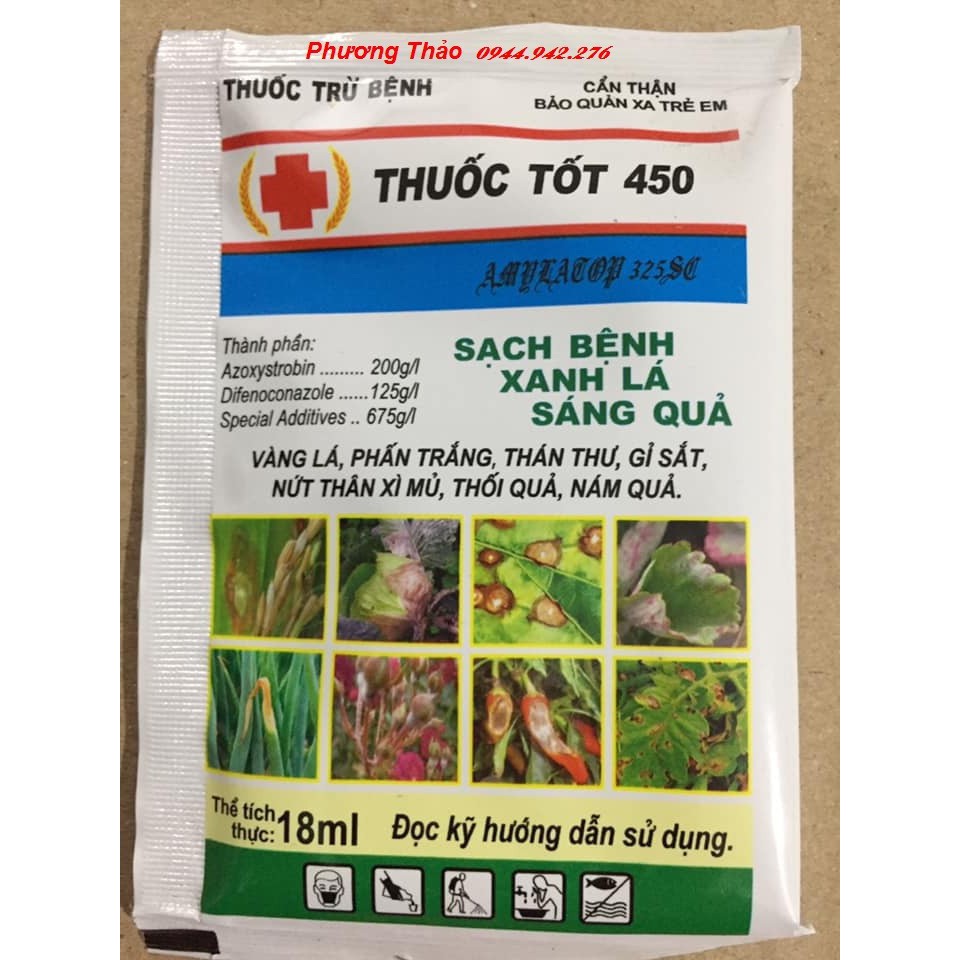 Phương Thảo 0944.942.276
THUỐC TRỪ BỆNH
CẨN THẬN
BẢO QUẢN XA TRẺ EM
THUỐC TỐT 450
AMYLATOP 325SC
Thành phần:
Azoxystrobin ......... 200g/l
Difenoconazole ......125g/l
Special Additives .. 675g/l
SẠCH BỆNH
XANH LÁ
SÁNG QUẢ
VÀNG LÁ, PHẤN TRẮNG, THÁN THƯ, GỈ SẮT,
NỨT THÂN XÌ MỦ, THỐI QUẢ, NÁM QUẢ.
Thể tích
thực: 18ml
Đọc kỹ hướng dẫn sử dụng.